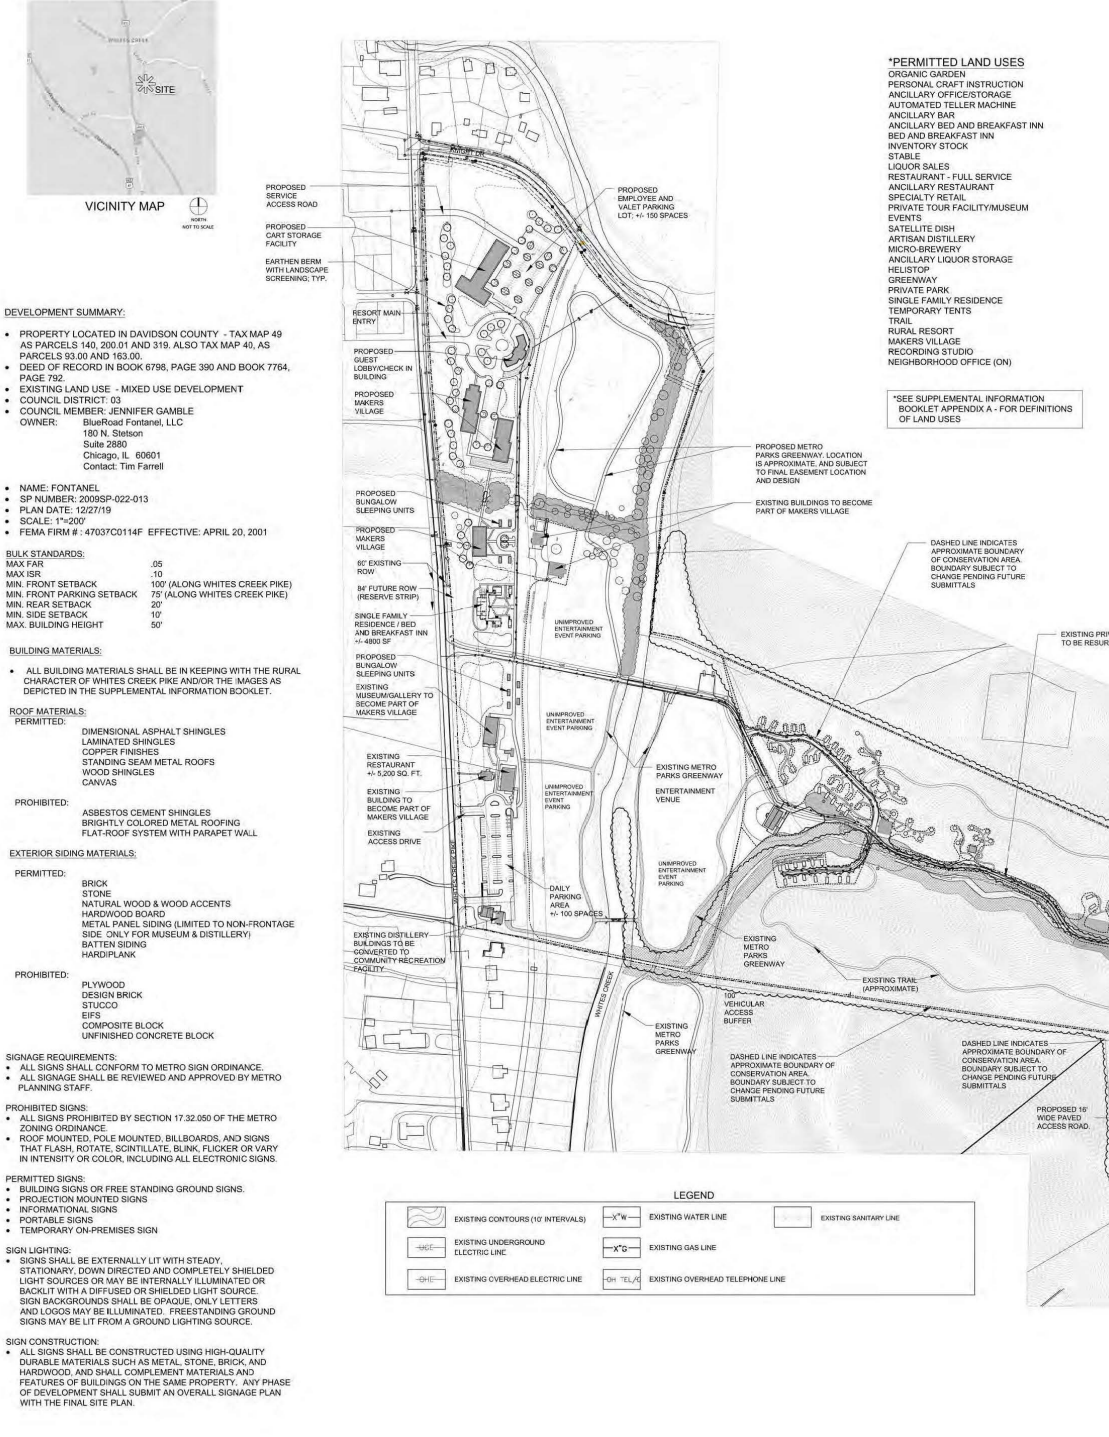 SITE
VICINITY MAP
NORTH
NOT TO SCALE
DEVELOPMENT SUMMARY:
• PROPERTY LOCATED IN DAVIDSON COUNTY - TAX MAP 49
AS PARCELS 140, 200.01 AND 319. ALSO TAX MAP 40, AS
PARCELS 93.00 AND 163.00.
• DEED OF RECORD IN BOOK 6798, PAGE 390 AND BOOK 7764,
PAGE 792.
• EXISTING LAND USE - MIXED USE DEVELOPMENT
• COUNCIL DISTRICT: 03
• COUNCIL MEMBER: JENNIFER GAMBLE
OWNER: BlueRoad Fontanel, LLC
180 N. Stetson
Suite 2880
Chicago, IL 60601
Contact: Tim Farrell
• NAME: FONTANEL
• SP NUMBER: 2009SP-022-013
• PLAN DATE: 12/27/19
• SCALE: 1"=200'
• FEMA FIRM # : 47037C0114F EFFECTIVE: APRIL 20, 2001
BULK STANDARDS:
MAX FAR .05
MAX ISR .10
MIN. FRONT SETBACK 100' (ALONG WHITES CREEK PIKE)
MIN. FRONT PARKING SETBACK 75' (ALONG WHITES CREEK PIKE)
MIN. REAR SETBACK 20'
MIN. SIDE SETBACK 10'
MAX. BUILDING HEIGHT 50'
BUILDING MATERIALS:
• ALL BUILDING MATERIALS SHALL BE IN KEEPING WITH THE RURAL
CHARACTER OF WHITES CREEK PIKE AND/OR THE IMAGES AS
DEPICTED IN THE SUPPLEMENTAL INFORMATION BOOKLET.
ROOF MATERIALS:
PERMITTED:
DIMENSIONAL ASPHALT SHINGLES
LAMINATED SHINGLES
COPPER FINISHES
STANDING SEAM METAL ROOFS
WOOD SHINGLES
CANVAS
PROHIBITED:
ASBESTOS CEMENT SHINGLES
BRIGHTLY COLORED METAL ROOFING
FLAT-ROOF SYSTEM WITH PARAPET WALL
EXTERIOR SIDING MATERIALS:
PERMITTED:
BRICK
STONE
NATURAL WOOD & WOOD ACCENTS
HARDWOOD BOARD
METAL PANEL SIDING (LIMITED TO NON-FRONTAGE
SIDE ONLY FOR MUSEUM & DISTILLERY)
BATTEN SIDING
HARDIPLANK
PROHIBITED:
PLYWOOD
DESIGN BRICK
STUCCO
EIFS
COMPOSITE BLOCK
UNFINISHED CONCRETE BLOCK
SIGNAGE REQUIREMENTS:
• ALL SIGNS SHALL CONFORM TO METRO SIGN ORDINANCE.
• ALL SIGNAGE SHALL BE REVIEWED AND APPROVED BY METRO
PLANNING STAFF.
PROHIBITED SIGNS:
• ALL SIGNS PROHIBITED BY SECTION 17.32.050 OF THE METRO
ZONING ORDINANCE.
• ROOF MOUNTED, POLE MOUNTED, BILLBOARDS, AND SIGNS
THAT FLASH, ROTATE, SCINTILLATE, BLINK, FLICKER OR VARY
IN INTENSITY OR COLOR, INCLUDING ALL ELECTRONIC SIGNS.
PERMITTED SIGNS:
• BUILDING SIGNS OR FREE STANDING GROUND SIGNS.
• PROJECTION MOUNTED SIGNS
• INFORMATIONAL SIGNS
• PORTABLE SIGNS
• TEMPORARY ON-PREMISES SIGN
SIGN LIGHTING:
• SIGNS SHALL BE EXTERNALLY LIT WITH STEADY,
STATIONARY, DOWN DIRECTED AND COMPLETELY SHIELDED
LIGHT SOURCES OR MAY BE INTERNALLY ILLUMINATED OR
BACKLIT WITH A DIFFUSED OR SHIELDED LIGHT SOURCE.
SIGN BACKGROUNDS SHALL BE OPAQUE, ONLY LETTERS
AND LOGOS MAY BE ILLUMINATED. FREESTANDING GROUND
SIGNS MAY BE LIT FROM A GROUND LIGHTING SOURCE.
SIGN CONSTRUCTION:
• ALL SIGNS SHALL BE CONSTRUCTED USING HIGH-QUALITY
DURABLE MATERIALS SUCH AS METAL, STONE, BRICK, AND
HARDWOOD, AND SHALL COMPLEMENT MATERIALS AND
FEATURES OF BUILDINGS ON THE SAME PROPERTY. ANY PHASE
OF DEVELOPMENT SHALL SUBMIT AN OVERALL SIGNAGE PLAN
WITH THE FINAL SITE PLAN.
KNIGHT DR
PROPOSED
SERVICE
ACCESS ROAD
PROPOSED
CART STORAGE
FACILITY
EARTHEN BERM
WITH LANDSCAPE
SCREENING; TYP.
RESORT MAIN
ENTRY
PROPOSED
GUEST
LOBBY/CHECK IN
BUILDING
PROPOSED
MAKERS
VILLAGE
PROPOSED
BUNGALOW
SLEEPING UNITS
PROPOSED
MAKERS
VILLAGE
60' EXISTING
ROW
84' FUTURE ROW
(RESERVE STRIP)
SINGLE FAMILY
RESIDENCE / BED
AND BREAKFAST INN
+/- 4800 SF
PROPOSED
BUNGALOW
SLEEPING UNITS
EXISTING
MUSEUM/GALLERY TO
BECOME PART OF
MAKERS VILLAGE
EXISTING
RESTAURANT
+/- 5,200 SQ. FT.
EXISTING
BUILDING TO
BECOME PART OF
MAKERS VILLAGE
EXISTING
ACCESS DRIVE
WHITES CREEK PIKE
EXISTING DISTILLERY
BUILDINGS TO BE
CONVERTED TO
COMMUNITY RECREATION
FACILITY
PROPOSED
EMPLOYEE AND
VALET PARKING
LOT; +/- 150 SPACES
PROPOSED METRO
PARKS GREENWAY. LOCATION
IS APPROXIMATE, AND SUBJECT
TO FINAL EASEMENT LOCATION
AND DESIGN
EXISTING BUILDINGS TO BECOME
PART OF MAKERS VILLAGE
DASHED LINE INDICATES
APPROXIMATE BOUNDARY
OF CONSERVATION AREA.
BOUNDARY SUBJECT TO
CHANGE PENDING FUTURE
SUBMITTALS
EXISTING PRI
TO BE RESUR
UNIMPROVED
ENTERTAINMENT
EVENT PARKING
UNIMPROVED
ENTERTAINMENT
EVENT PARKING
EXISTING METRO
PARKS GREENWAY
UNIMPROVED
ENTERTAINMENT
EVENT
PARKING
ENTERTAINMENT
VENUE
UNIMPROVED
ENTERTAINMENT
EVENT
PARKING
DAILY
PARKING
AREA
+/- 100 SPACES
EXISTING
METRO
PARKS
GREENWAY
EXISTING TRAIL
(APPROXIMATE)
WHITES CREEK
100'
VEHICULAR
ACCESS
BUFFER
EXISTING
METRO
PARKS
GREENWAY
DASHED LINE INDICATES
APPROXIMATE BOUNDARY OF
CONSERVATION AREA.
BOUNDARY SUBJECT TO
CHANGE PENDING FUTURE
SUBMITTALS
DASHED LINE INDICATES
APPROXIMATE BOUNDARY OF
CONSERVATION AREA.
BOUNDARY SUBJECT TO
CHANGE PENDING FUTURE
SUBMITTALS
PROPOSED 16'
WIDE PAVED
ACCESS ROAD.
*PERMITTED LAND USES
ORGANIC GARDEN
PERSONAL CRAFT INSTRUCTION
ANCILLARY OFFICE/STORAGE
AUTOMATED TELLER MACHINE
ANCILLARY BAR
ANCILLARY BED AND BREAKFAST INN
BED AND BREAKFAST INN
INVENTORY STOCK
STABLE
LIQUOR SALES
RESTAURANT - FULL SERVICE
ANCILLARY RESTAURANT
SPECIALTY RETAIL
PRIVATE TOUR FACILITY/MUSEUM
EVENTS
SATELLITE DISH
ARTISAN DISTILLERY
MICRO-BREWERY
ANCILLARY LIQUOR STORAGE
HELISTOP
GREENWAY
PRIVATE PARK
SINGLE FAMILY RESIDENCE
TEMPORARY TENTS
TRAIL
RURAL RESORT
MAKERS VILLAGE
RECORDING STUDIO
NEIGHBORHOOD OFFICE (ON)
*SEE SUPPLEMENTAL INFORMATION
BOOKLET APPENDIX A - FOR DEFINITIONS
OF LAND USES
LEGEND
EXISTING CONTOURS (10' INTERVALS)
X"W EXISTING WATER LINE
EXISTING SANITARY LINE
UGE EXISTING UNDERGROUND
ELECTRIC LINE
X"G EXISTING GAS LINE
OHE EXISTING OVERHEAD ELECTRIC LINE
OH TEL/C EXISTING OVERHEAD TELEPHONE LINE